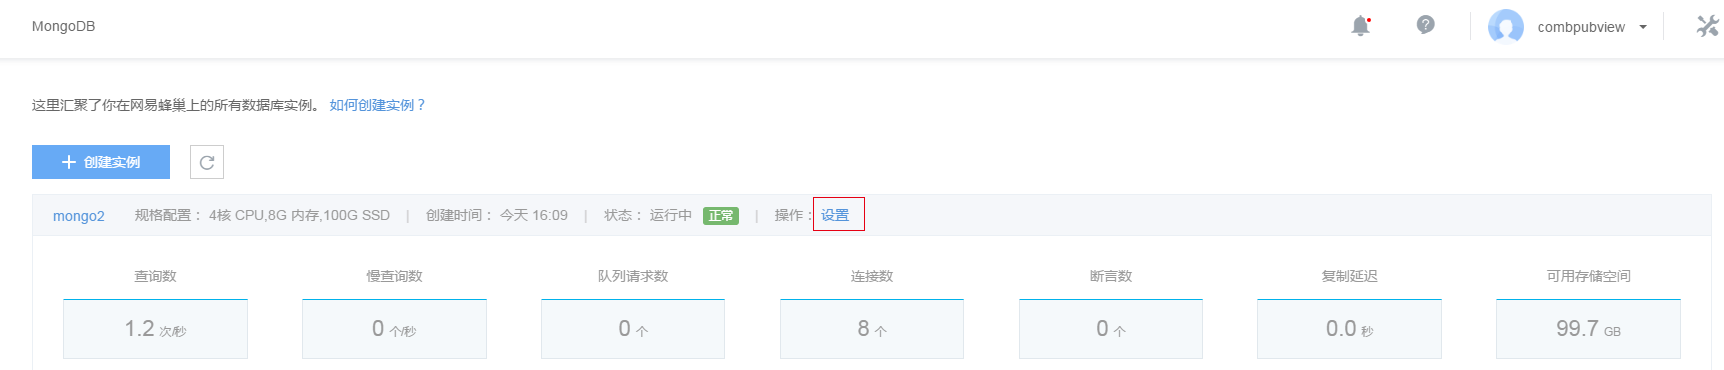 MongoDB
combpubview
这里汇聚了你在网易蜂巢上的所有数据库实例。 如何创建实例？
创建实例
mongo2 规格配置： 4核 CPU,8G 内存,100G SSD | 创建时间： 今天 16:09 | 状态： 运行中 正常 | 操作： 设置
查询数 慢查询数 队列请求数 连接数 断言数 复制延迟 可用存储空间
1.2 次/秒 0 个/秒 0 个 8 个 0 个 0.0 秒 99.7 GB